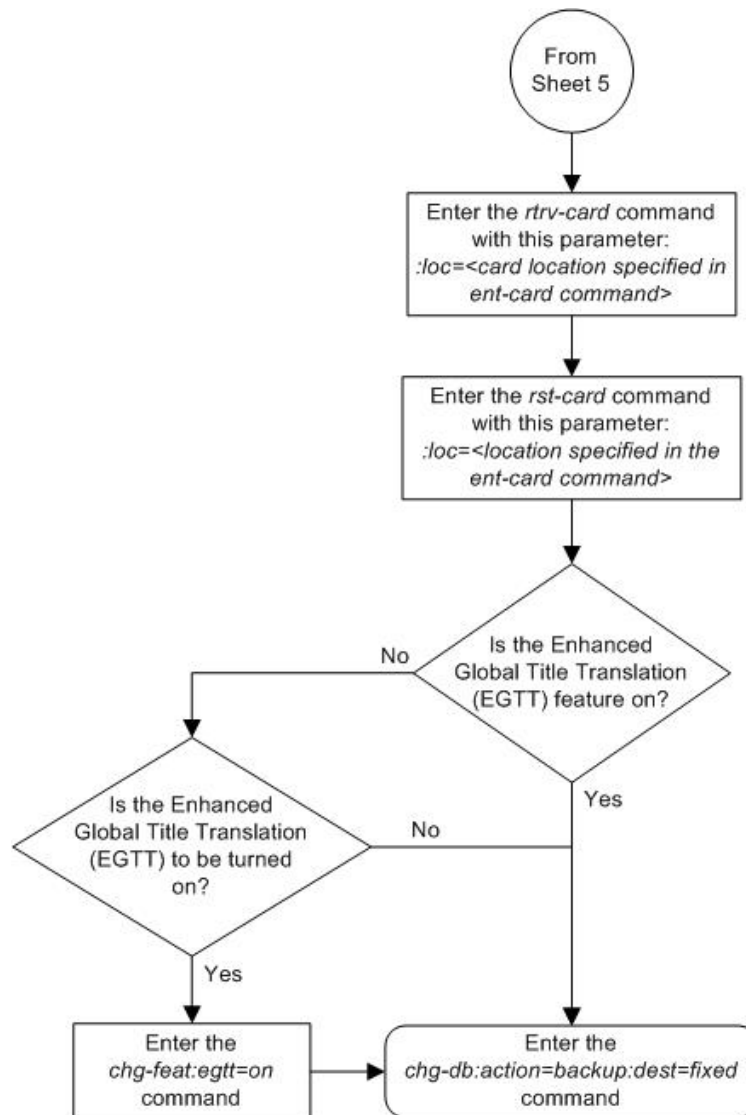 From
Sheet 5
Enter the rtrv-card command
with this parameter:
:loc=<card location specified in
ent-card command>
Enter the rst-card command
with this parameter:
:loc=<location specified in the
ent-card command>
Is the Enhanced
Global Title Translation
(EGTT) feature on?
No
Yes
Is the Enhanced
Global Title Translation
(EGTT) to be turned
on?
No
Yes
Enter the
chg-feat:egtt=on
command
Enter the
chg-db:action=backup:dest=fixed
command